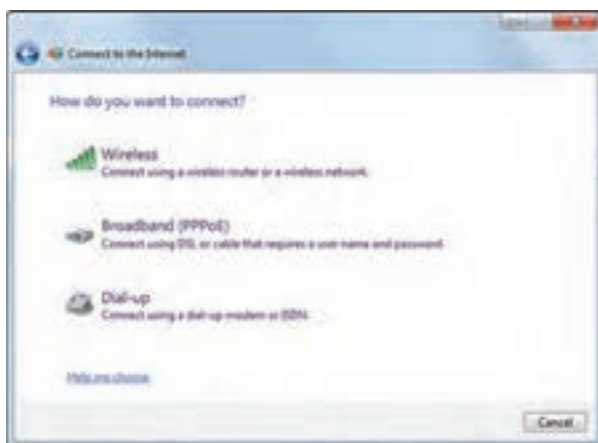 Connect to the Internet
How do you want to connect?
Wireless
Connect using a wireless router or a wireless network.
Broadband (PPPoE)
Connect using DSL or cable that requires a user name and password.
Dial-up
Connect using a dial-up modem or ISDN.
Help me choose
Cancel